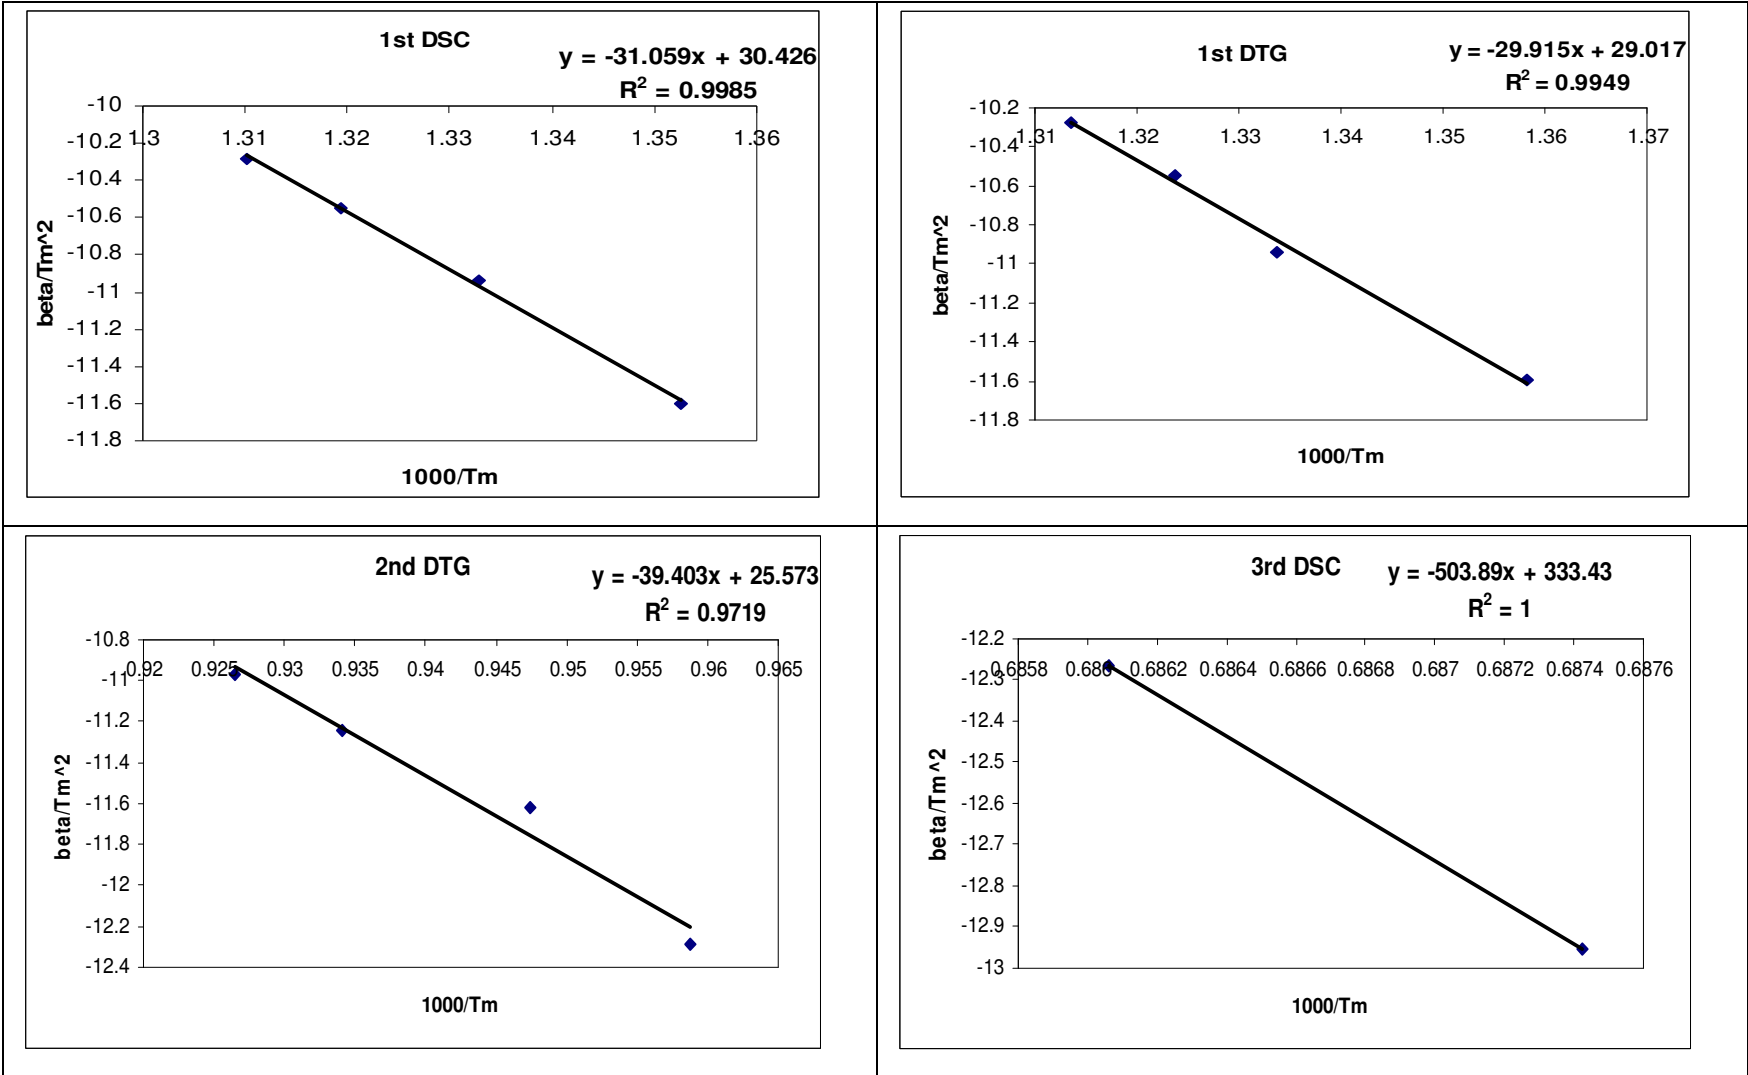 1st DSC
y = -31.059x + 30.426
R² = 0.9985
-10
1.3 1.31 1.32 1.33 1.34 1.35 1.36
-10.2
-10.4
-10.6
-10.8
-11
-11.2
-11.4
-11.6
-11.8
beta/Tm^2
1000/Tm
1st DTG
y = -29.915x + 29.017
R² = 0.9949
-10.2
1.31 1.32 1.33 1.34 1.35 1.36 1.37
-10.4
-10.6
-10.8
-11
-11.2
-11.4
-11.6
-11.8
beta/Tm^2
1000/Tm
2nd DTG
y = -39.403x + 25.573
R² = 0.9719
-10.8
0.92 0.925 0.93 0.935 0.94 0.945 0.95 0.955 0.96 0.965
-11
-11.2
-11.4
-11.6
-11.8
-12
-12.2
-12.4
beta/Tm^2
1000/Tm
3rd DSC
y = -503.89x + 333.43
R² = 1
-12.2
0.6858 0.686 0.6862 0.6864 0.6866 0.6868 0.687 0.6872 0.6874 0.6876
-12.3
-12.4
-12.5
-12.6
-12.7
-12.8
-12.9
-13
beta/Tm^2
1000/Tm